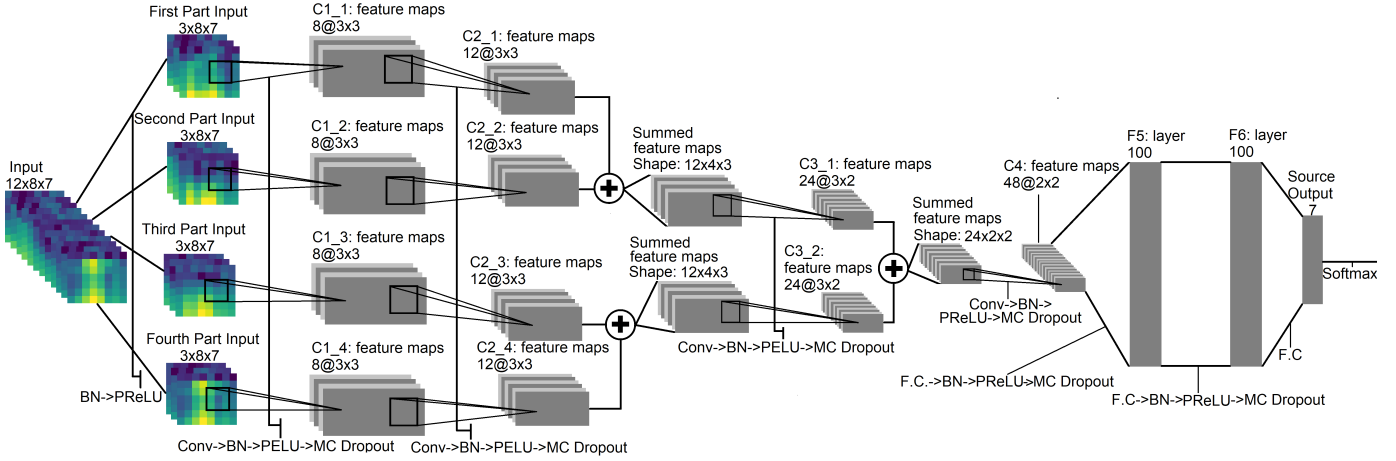 First Part Input
3x8x7
C1_1: feature maps
8@3x3
C2_1: feature maps
12@3x3
Second Part Input
3x8x7
C1_2: feature maps
8@3x3
C2_2: feature maps
12@3x3
Input
12x8x7
Third Part Input
3x8x7
C1_3: feature maps
8@3x3
C2_3: feature maps
12@3x3
Fourth Part Input
3x8x7
C1_4: feature maps
8@3x3
C2_4: feature maps
12@3x3
BN->PReLU
Conv->BN->PELU->MC Dropout
Conv->BN->PELU->MC Dropout
Summed
feature maps
Shape: 12x4x3
Summed
feature maps
Shape: 12x4x3
C3_1: feature maps
24@3x2
C3_2:
feature maps
24@3x2
Conv->BN->PELU->MC Dropout
Summed
feature maps
Shape: 24x2x2
C4: feature maps
48@2x2
Conv->BN->
PReLU->MC Dropout
F.C.->BN->PReLU->MC Dropout
F5: layer
100
F6: layer
100
F.C->BN->PReLU->MC Dropout
Source
Output
7
F.C
Softmax